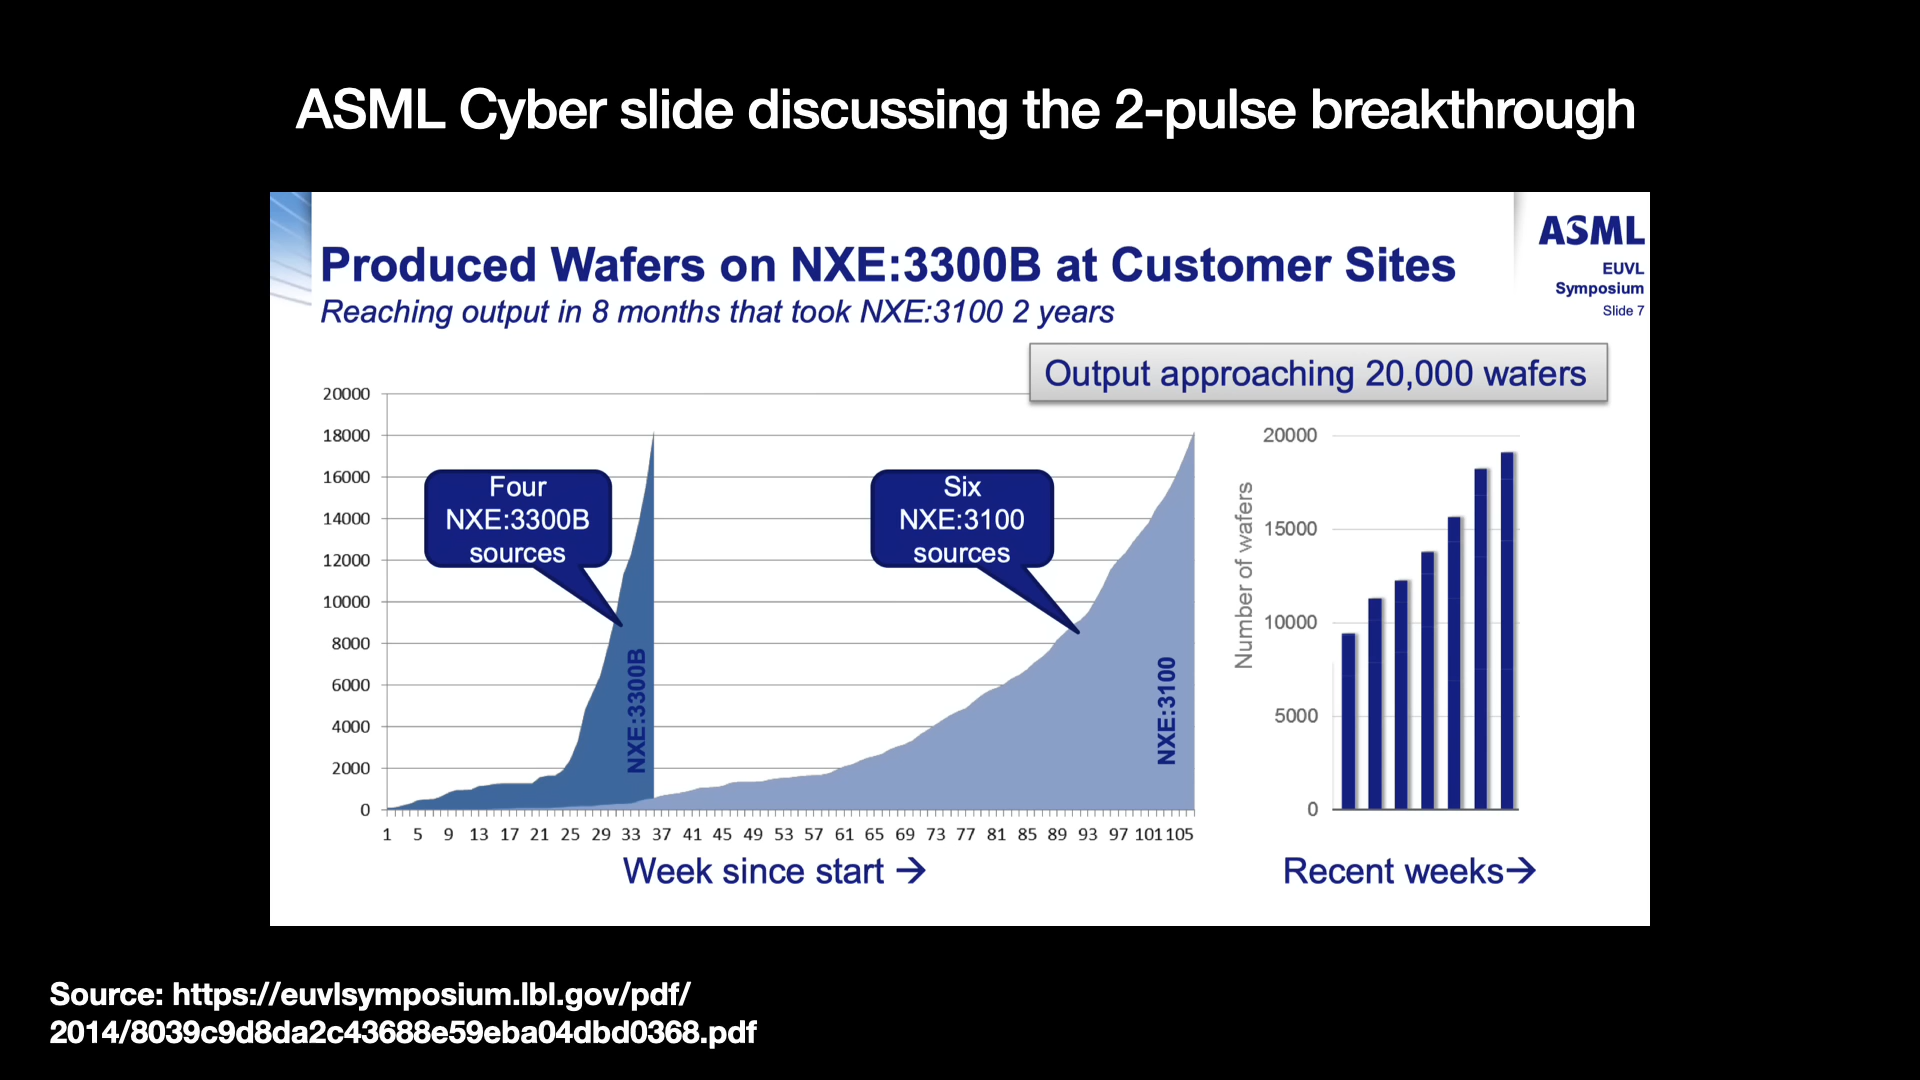 ASML Cyber slide discussing the 2-pulse breakthrough
Produced Wafers on NXE:3300B at Customer Sites
Reaching output in 8 months that took NXE:3100 2 years
ASML
EUVL
Symposium
Slide 7
Output approaching 20,000 wafers
20000
18000
16000
14000
12000
10000
8000
6000
4000
2000
0
Four
NXE:3300B
sources
Six
NXE:3100
sources
NXE:3300B
NXE:3100
1 5 9 13 17 21 25 29 33 37 41 45 49 53 57 61 65 69 73 77 81 85 89 93 97 101 105
Week since start →
Number of wafers
20000
15000
10000
5000
0
Recent weeks→
Source: https://euvlsymposium.lbl.gov/pdf/
2014/8039c9d8da2c43688e59eba04dbd0368.pdf